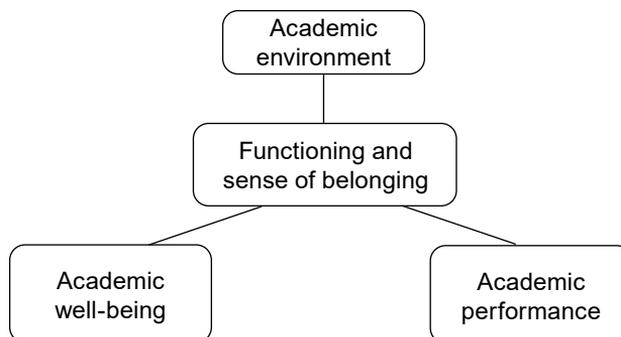 Academic
environment
Functioning and
sense of belonging
Academic
well-being
Academic
performance